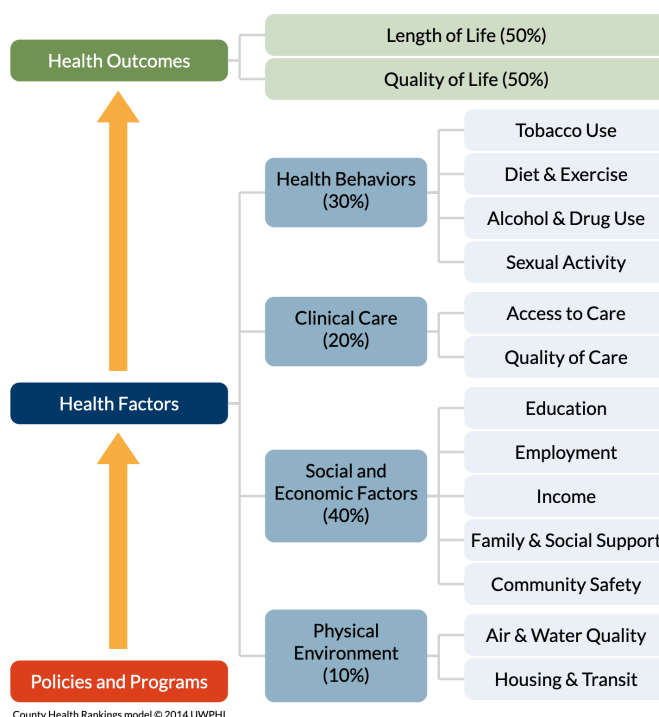 Health Outcomes
Length of Life (50%)
Quality of Life (50%)
Health Behaviors
(30%)
Tobacco Use
Diet & Exercise
Alcohol & Drug Use
Sexual Activity
Clinical Care
(20%)
Access to Care
Quality of Care
Health Factors
Social and
Economic Factors
(40%)
Education
Employment
Income
Family & Social Support
Community Safety
Physical
Environment
(10%)
Air & Water Quality
Housing & Transit
Policies and Programs
County Health Rankings model © 2014 UWPHI